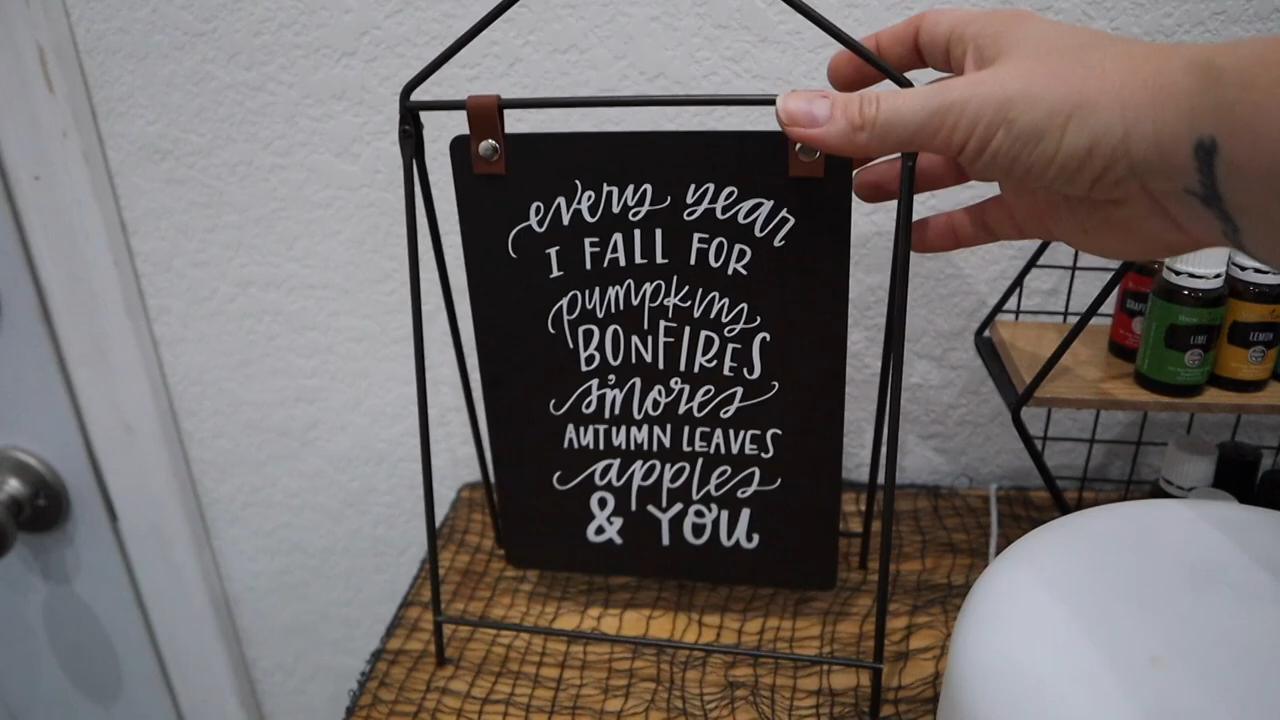 every year
I FALL FOR
pumpkins
BONFIRES
s'mores
AUTUMN LEAVES
apples
& YOU
LIME
LEMON